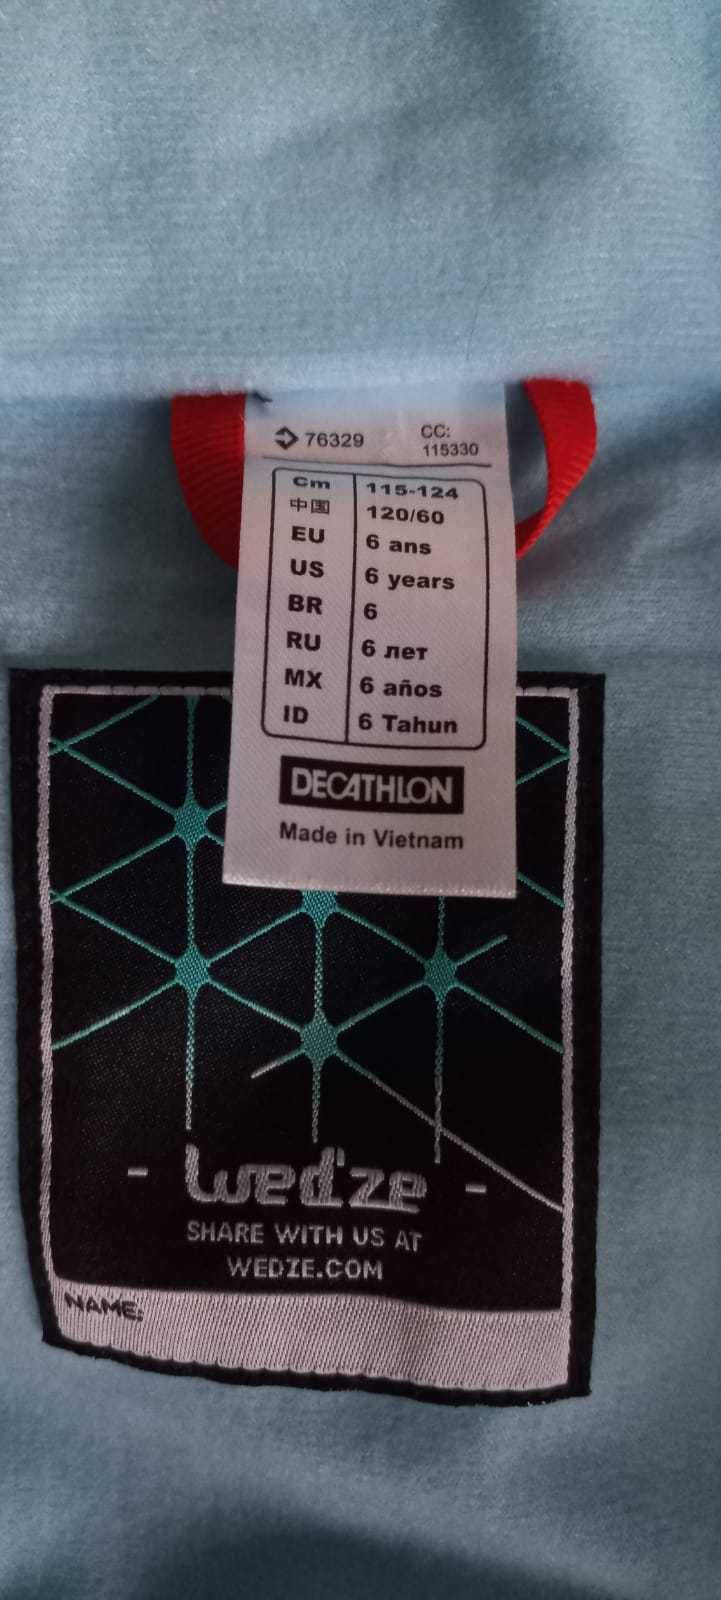 76329
CC:
115330
Cm 115-124
中国 120/60
EU 6 ans
US 6 years
BR 6
RU 6 лет
MX 6 años
ID 6 Tahun
DECATHLON
Made in Vietnam
- wed'ze -
SHARE WITH US AT
WEDZE.COM
NAME: